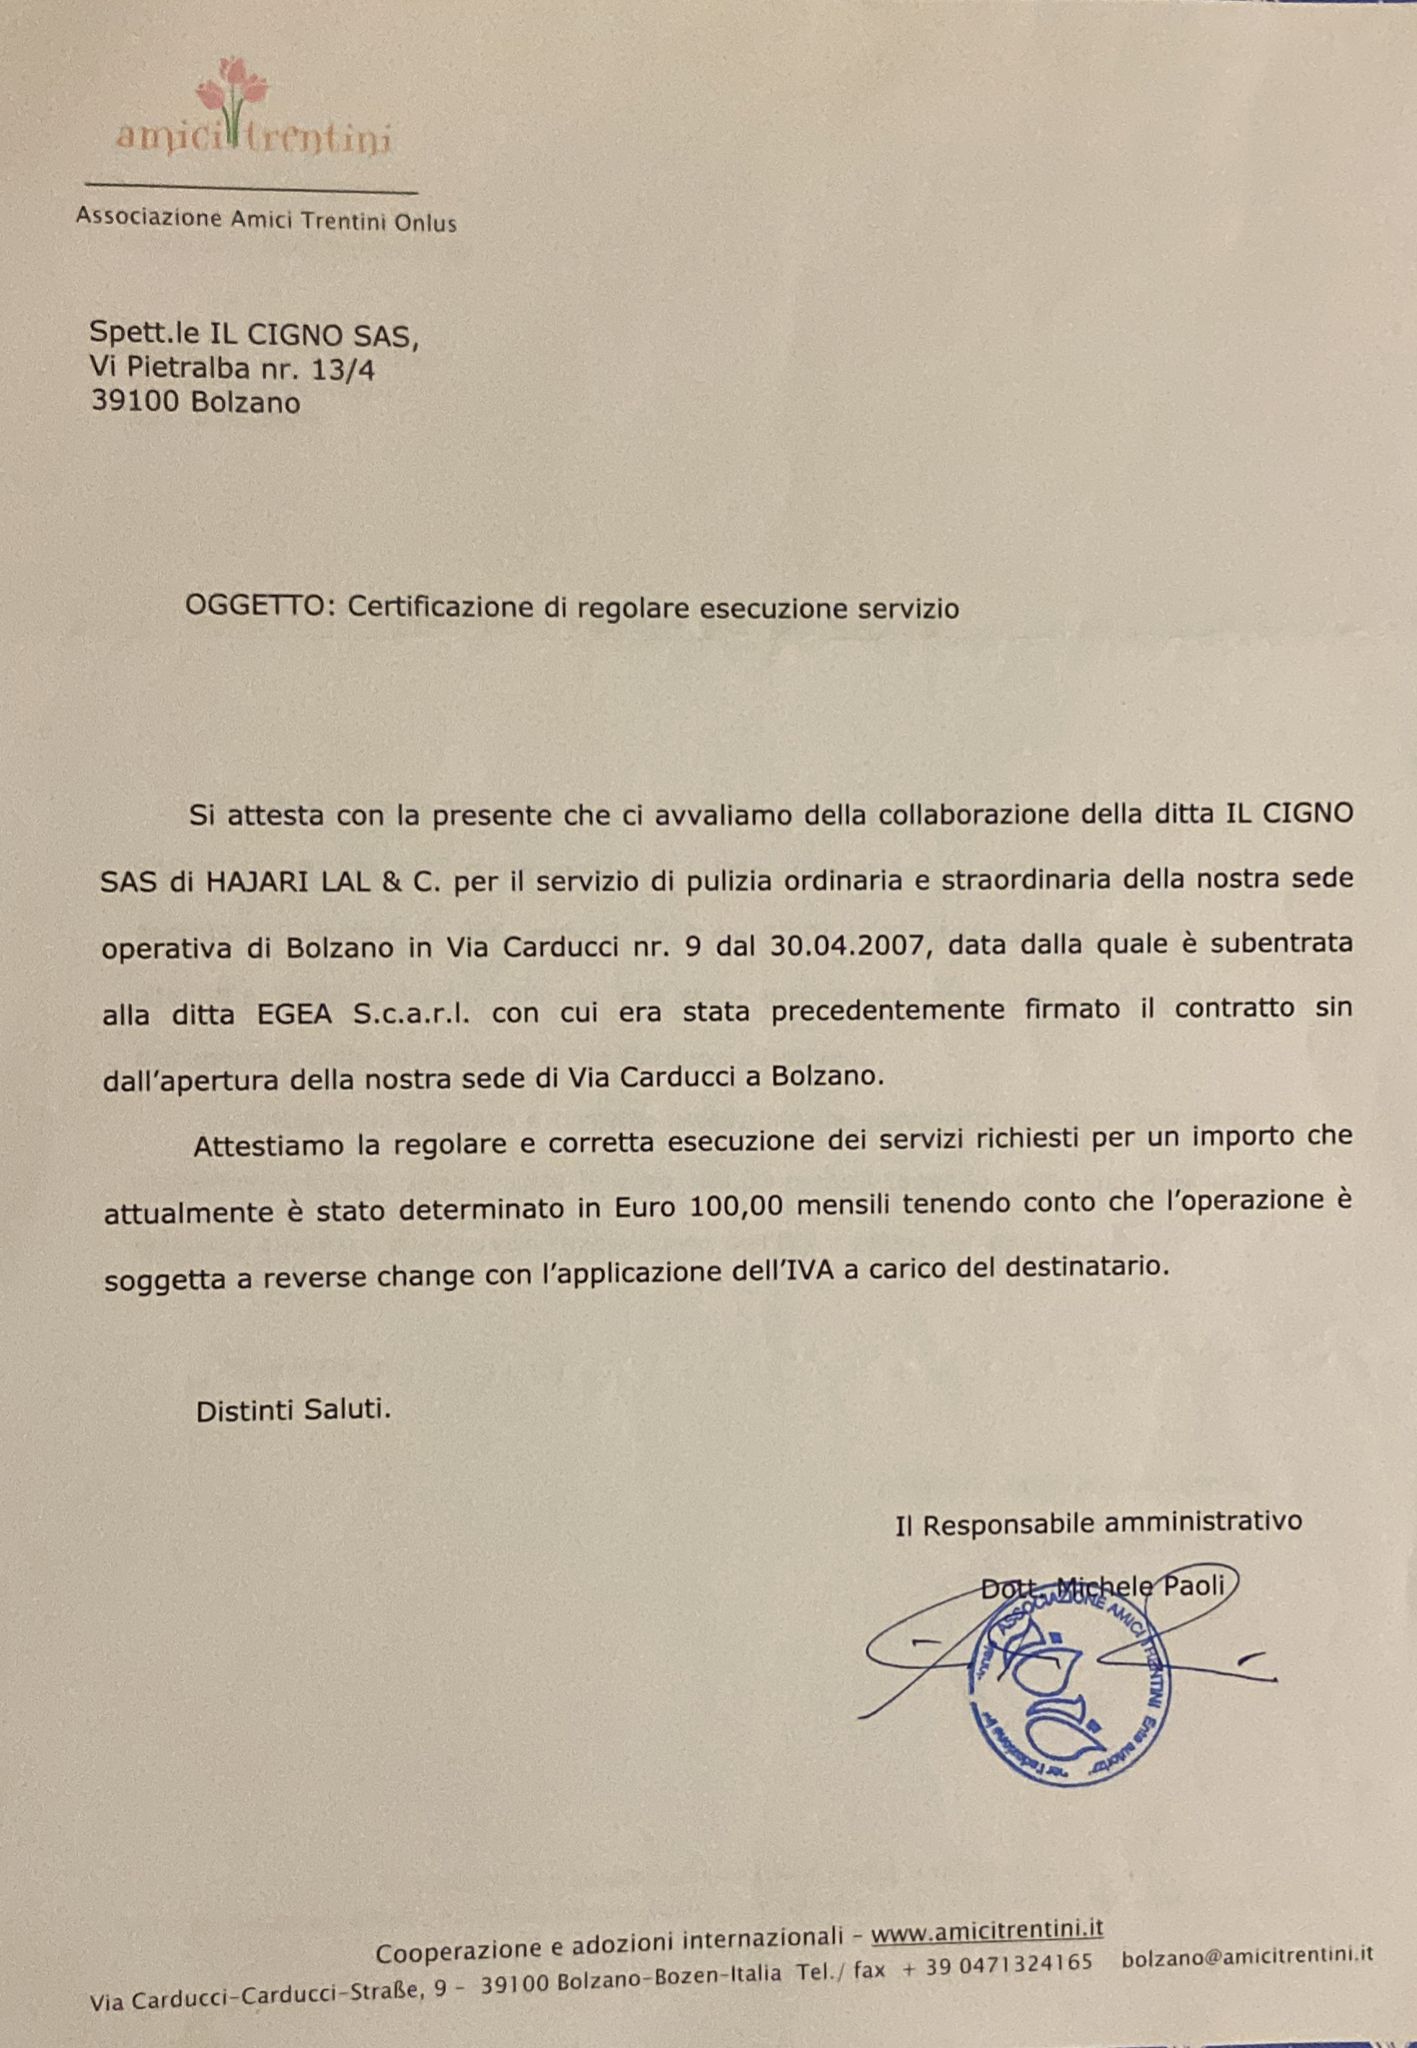 amici trentini
Associazione Amici Trentini Onlus
Spett.le IL CIGNO SAS,
Vi Pietralba nr. 13/4
39100 Bolzano
OGGETTO: Certificazione di regolare esecuzione servizio
Si attesta con la presente che ci avvaliamo della collaborazione della ditta IL CIGNO
SAS di HAJARI LAL & C. per il servizio di pulizia ordinaria e straordinaria della nostra sede
operativa di Bolzano in Via Carducci nr. 9 dal 30.04.2007, data dalla quale è subentrata
alla ditta EGEA S.c.a.r.l. con cui era stata precedentemente firmato il contratto sin
dall'apertura della nostra sede di Via Carducci a Bolzano.
Attestiamo la regolare e corretta esecuzione dei servizi richiesti per un importo che
attualmente è stato determinato in Euro 100,00 mensili tenendo conto che l'operazione è
soggetta a reverse change con l'applicazione dell'IVA a carico del destinatario.
Distinti Saluti.
Il Responsabile amministrativo
Dott. Michele Paoli
ASSOCIAZIONE AMICI TRENTINI Ente
Cooperazione e adozioni internazionali - www.amicitrentini.it
Via Carducci-Carducci-Straße, 9 - 39100 Bolzano-Bozen-Italia Tel./ fax + 39 0471324165 bolzano@amicitrentini.it